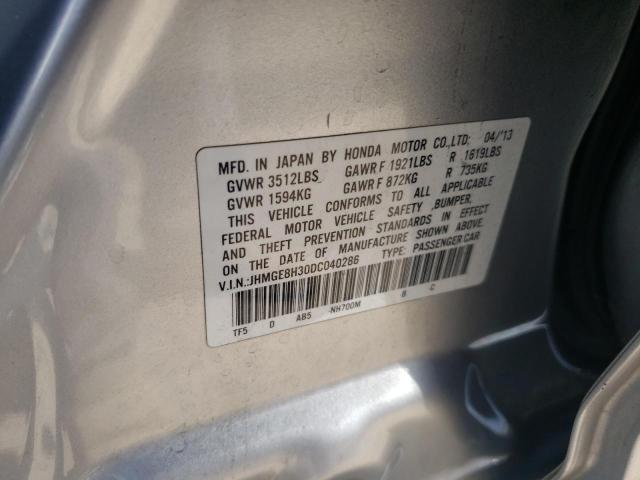 MFD. IN JAPAN BY HONDA MOTOR CO.,LTD. 04/'13
GVWR 3512LBS GAWR F 1921LBS R 1619LBS
GVWR 1594KG GAWR F 872KG R 735KG
THIS VEHICLE CONFORMS TO ALL APPLICABLE
FEDERAL MOTOR VEHICLE SAFETY ,BUMPER,
AND THEFT PREVENTION STANDARDS IN EFFECT
ON THE DATE OF MANUFACTURE SHOWN ABOVE.
V.I.N.:JHMGE8H30DC040286 TYPE: PASSENGER CAR
TF5 D AB5 -NH700M B C